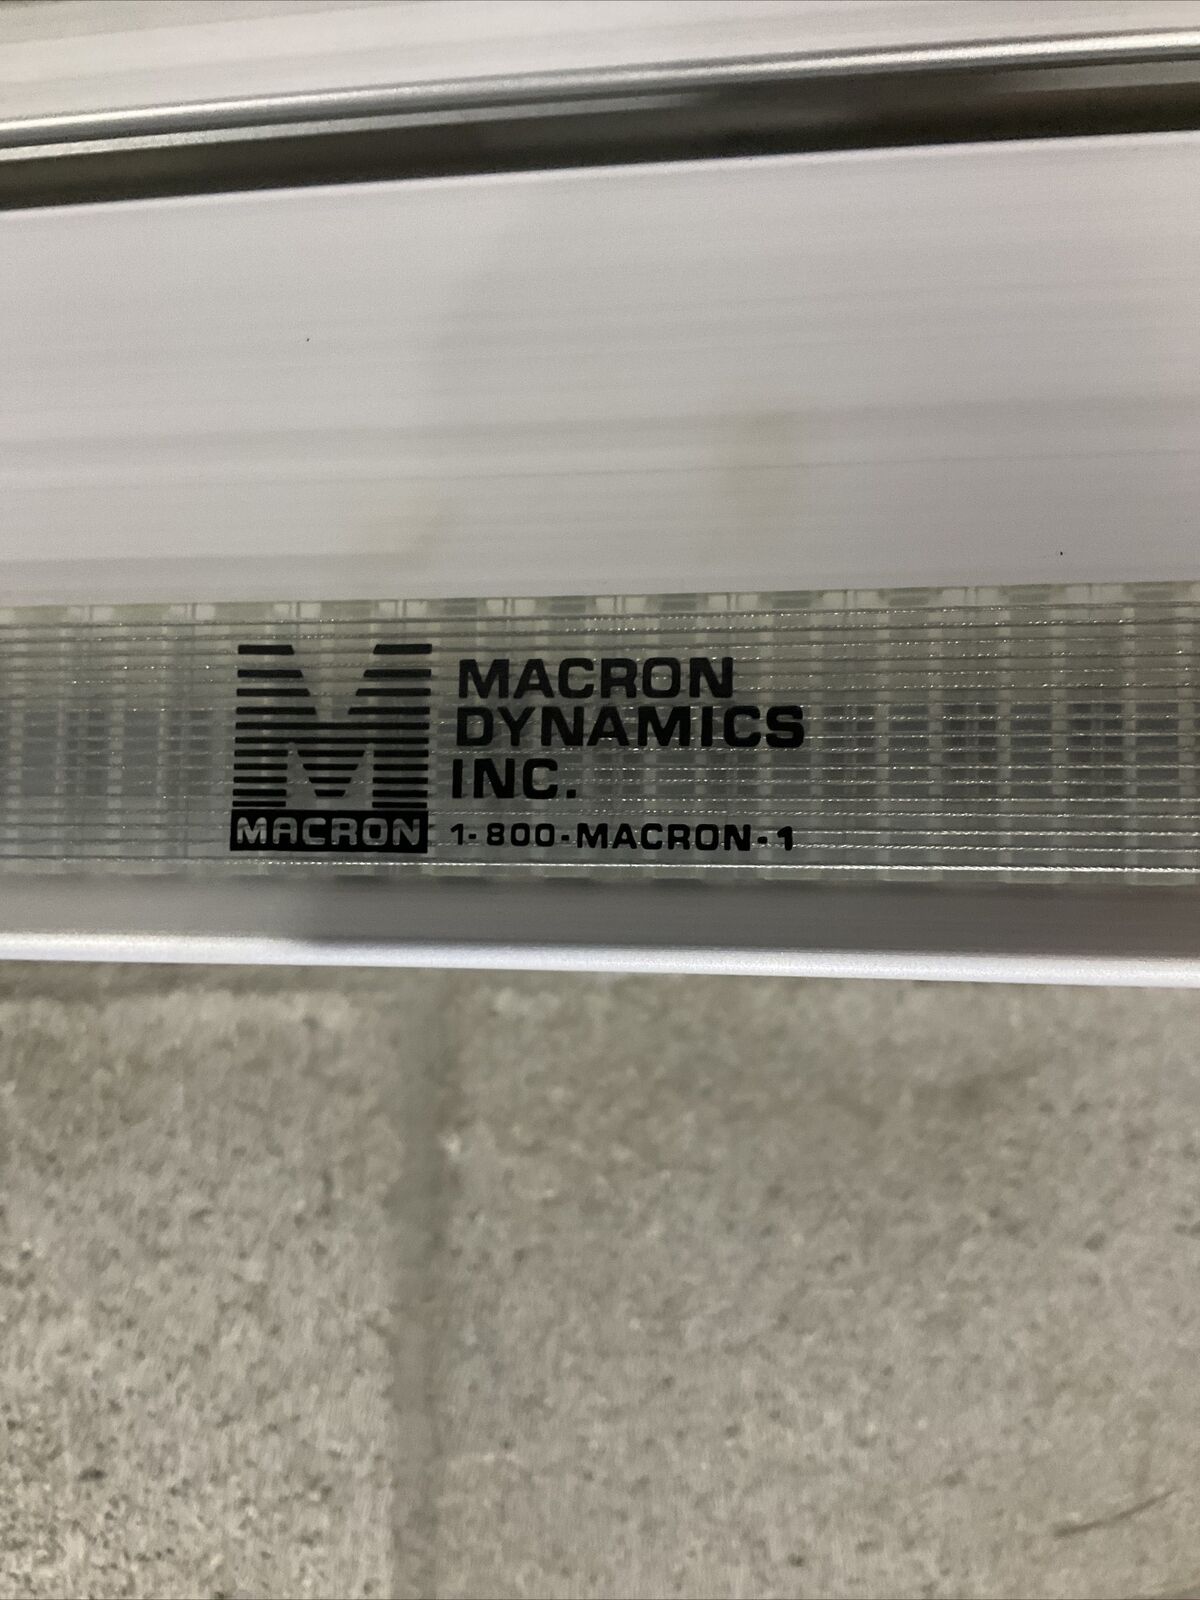 MACRON
DYNAMICS
INC.
MACRON 1-800-MACRON-1